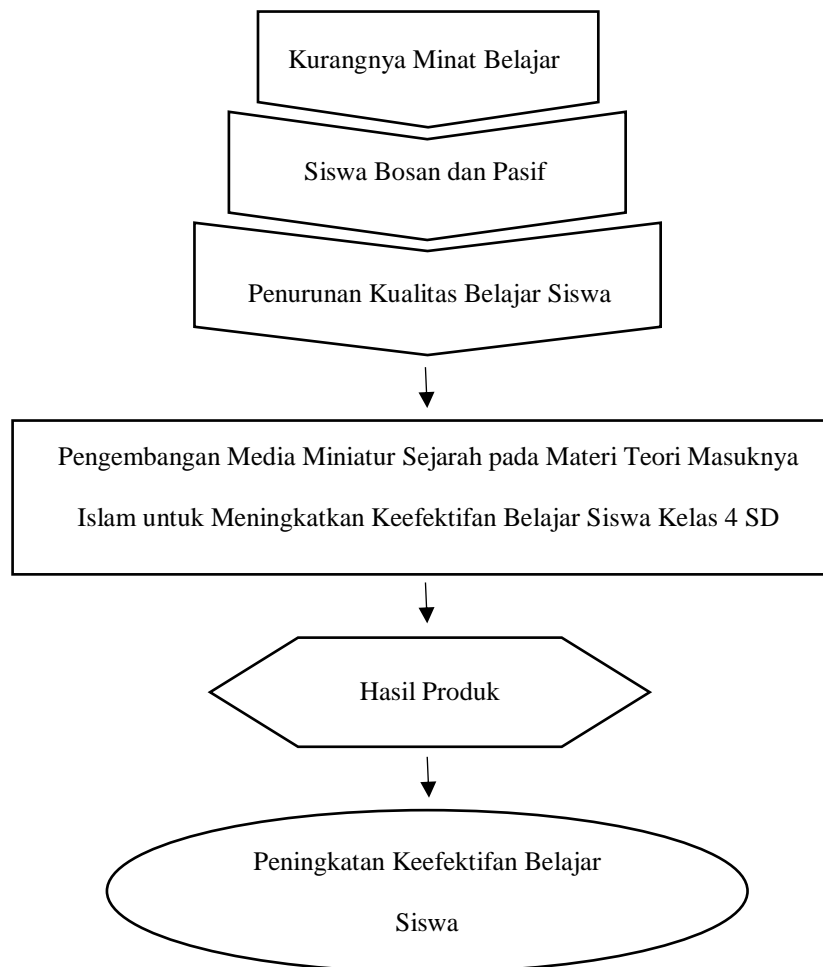 Kurangnya Minat Belajar
Siswa Bosan dan Pasif
Penurunan Kualitas Belajar Siswa
Pengembangan Media Miniatur Sejarah pada Materi Teori Masuknya
Islam untuk Meningkatkan Keefektifan Belajar Siswa Kelas 4 SD
Hasil Produk
Peningkatan Keefektifan Belajar
Siswa